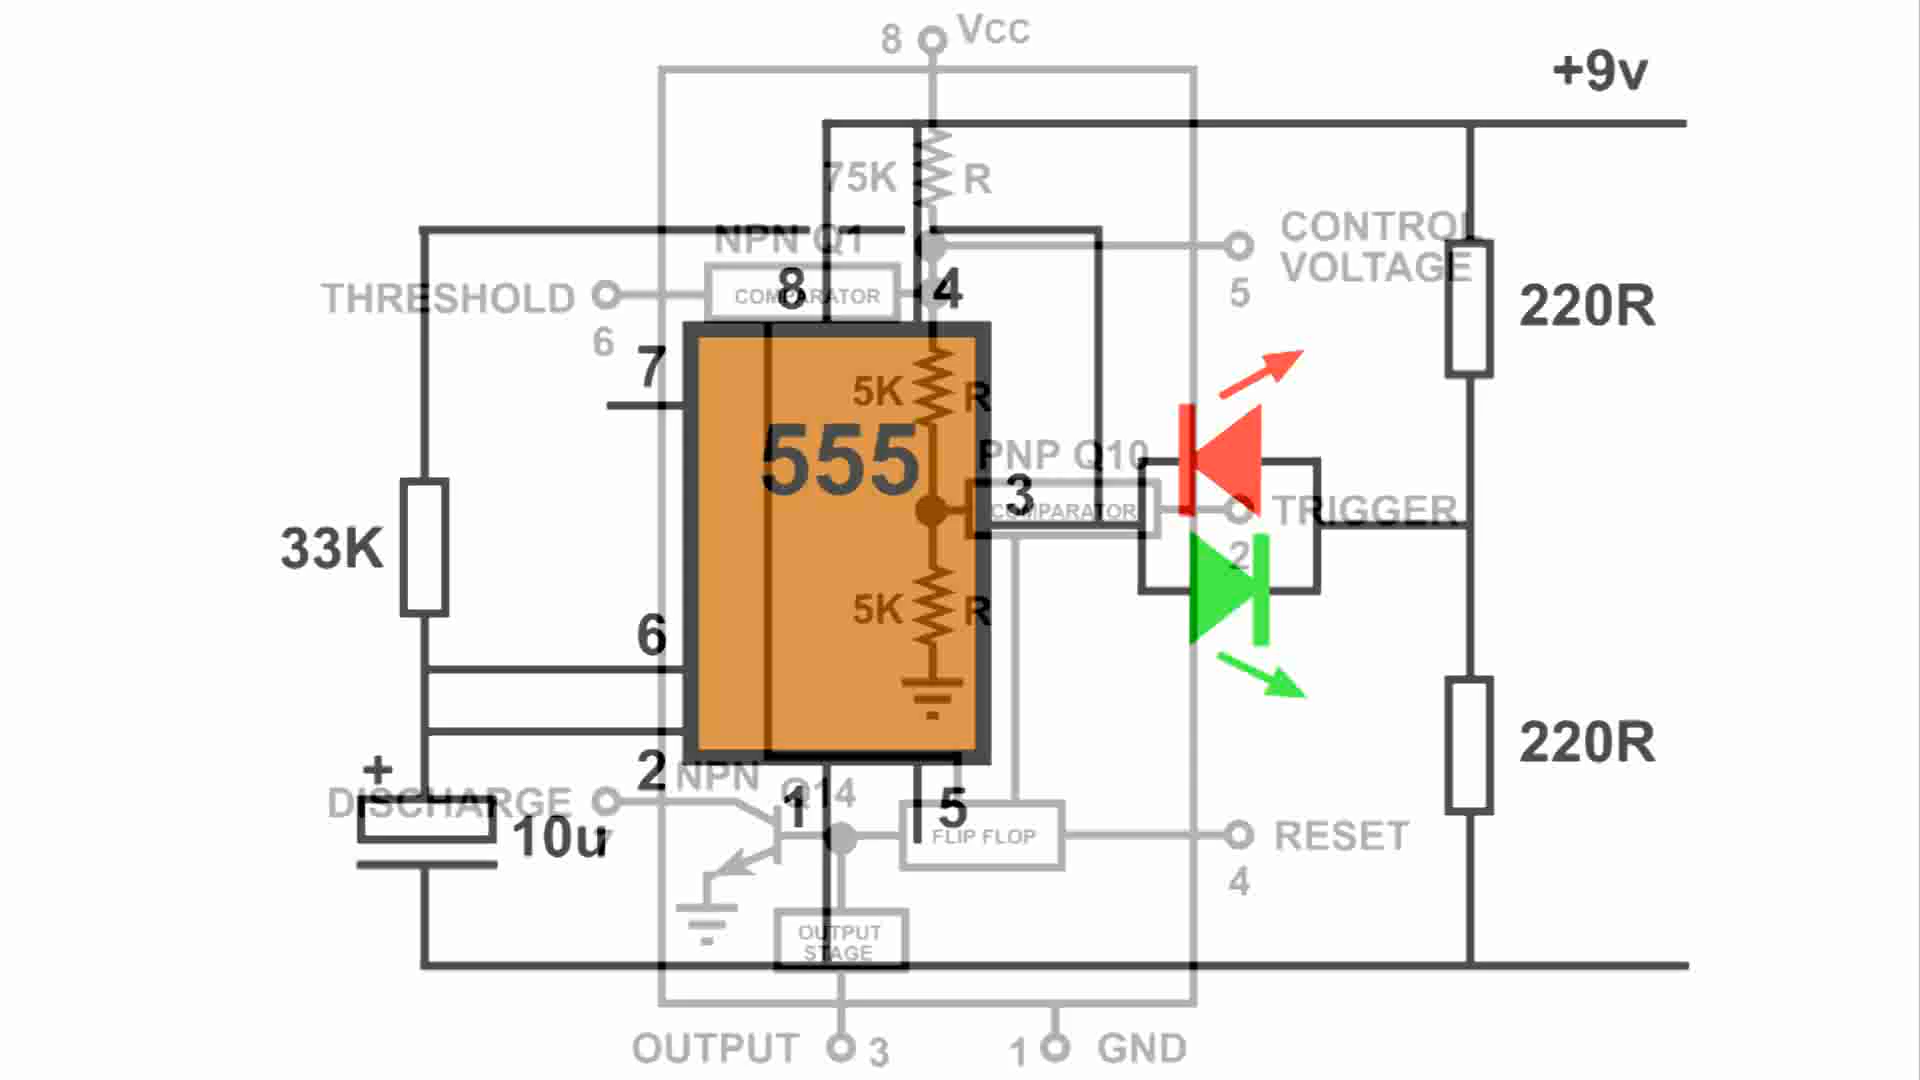 8 Vcc
+9v
75K R
NPN Q1
CONTROL
VOLTAGE
5
THRESHOLD
6
COMPARATOR
8
4
220R
7
5K R
555
PNP Q10
3
COMPARATOR
TRIGGER
2
33K
5K R
6
2
NPN
Q14
+
DISCHARGE
7
10u
1
5
FLIP FLOP
RESET
4
220R
OUTPUT
STAGE
OUTPUT 3
1 GND